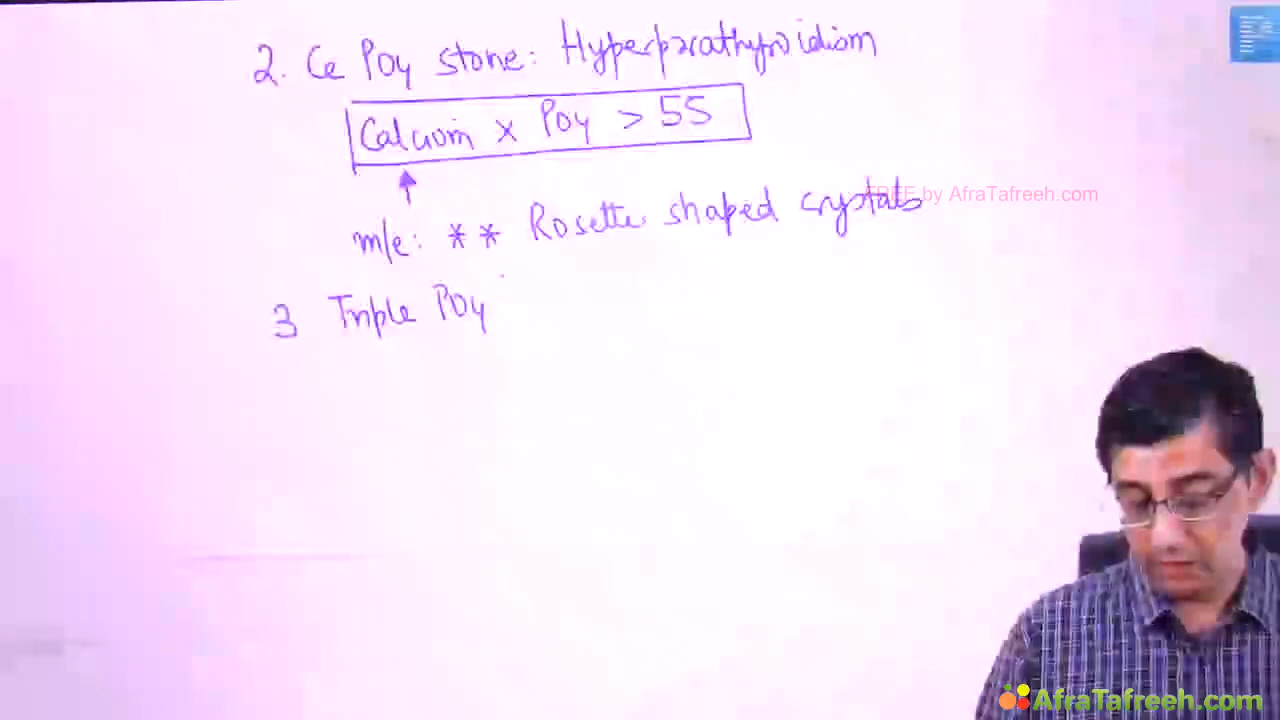 2. Ca PO4 stone: Hyperparathyroidism
Calcium x PO4 > 55
FREE by AfraTafreeh.com
m/e: ** Rosette shaped crystals
3 Triple PO4
AfraTafreeh.com